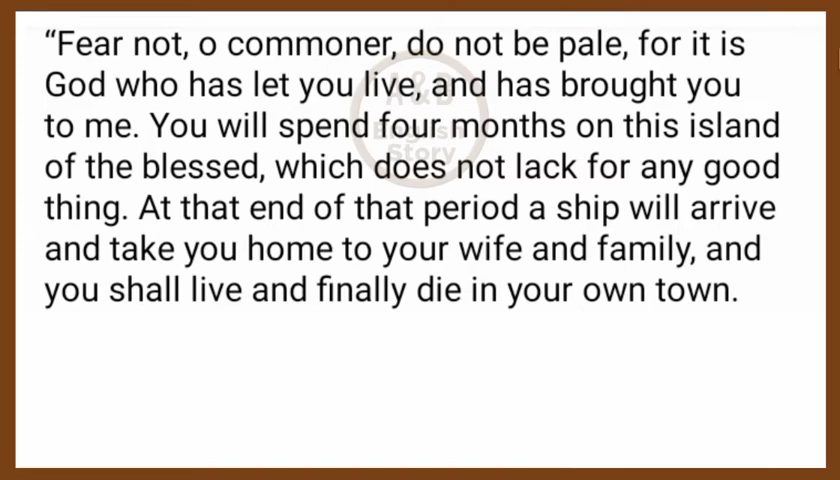 “Fear not, o commoner, do not be pale, for it is
God who has let you live, and has brought you
to me. You will spend four months on this island
of the blessed, which does not lack for any good
thing. At that end of that period a ship will arrive
and take you home to your wife and family, and
you shall live and finally die in your own town.
A & B
English
Story